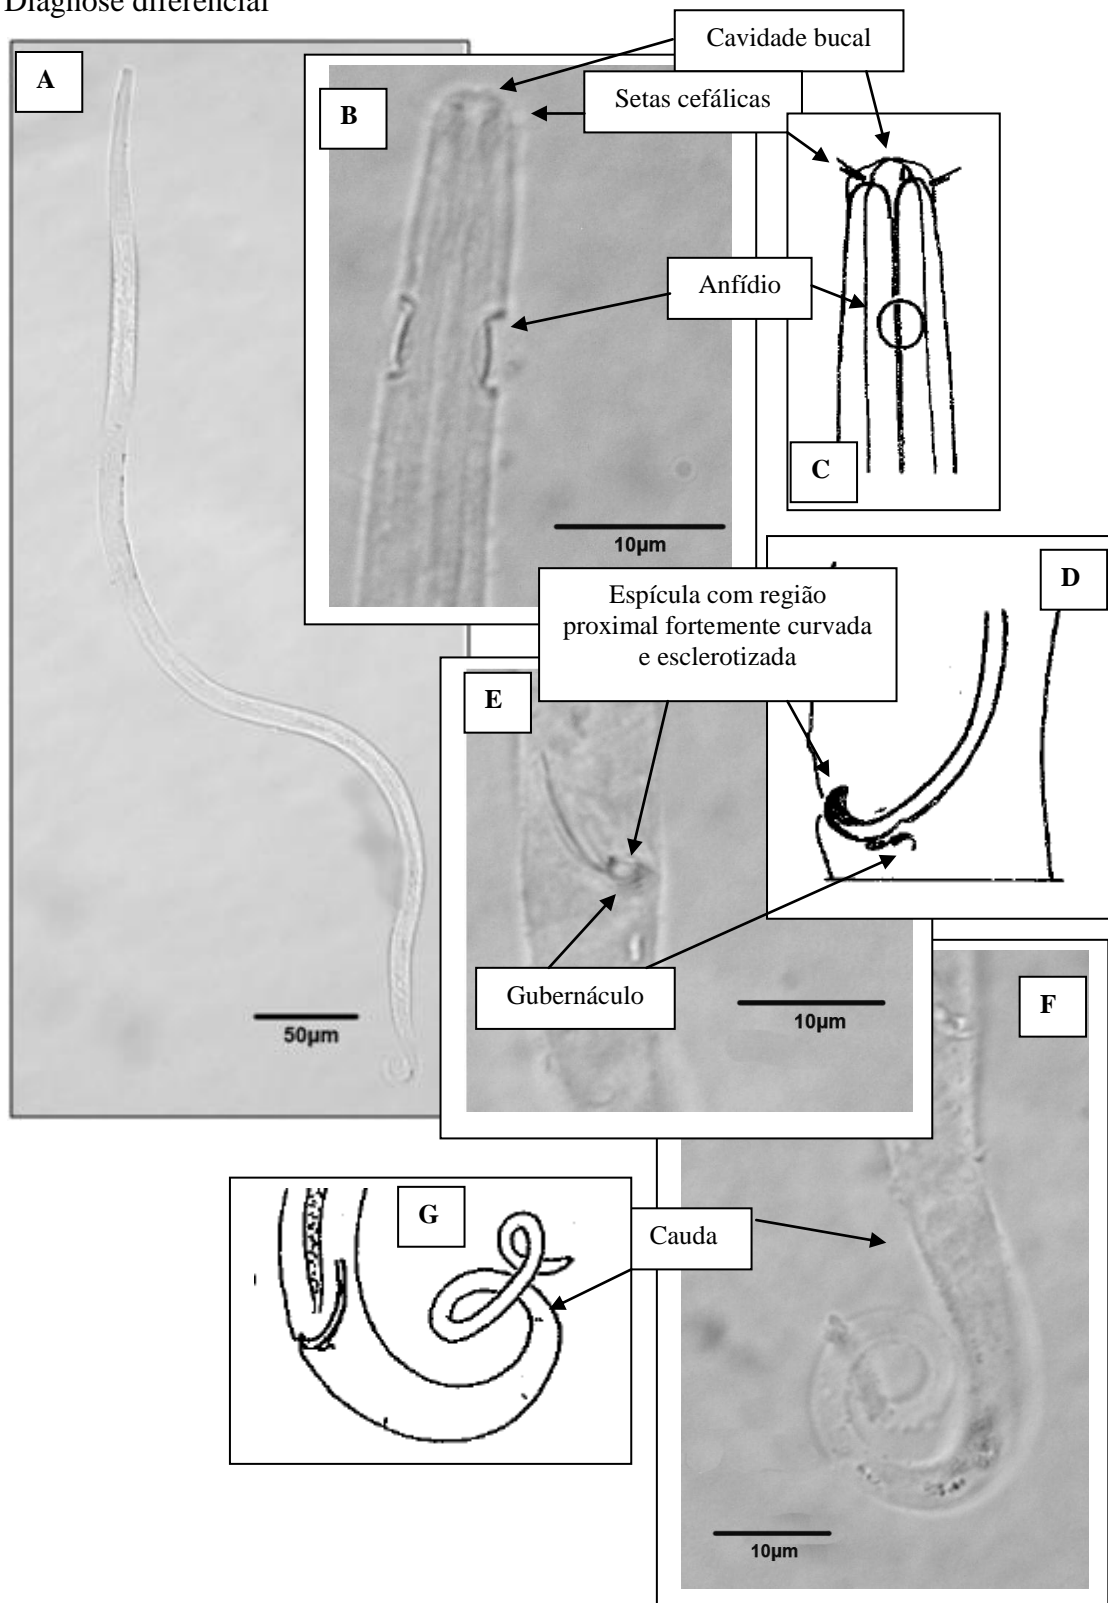 Diagnose diferencial
A
B
Cavidade bucal
Setas cefálicas
Anfídio
C
10µm
D
Espícula com região
proximal fortemente curvada
e esclerotizada
E
Gubernáculo
10µm
50µm
F
G
Cauda
10µm